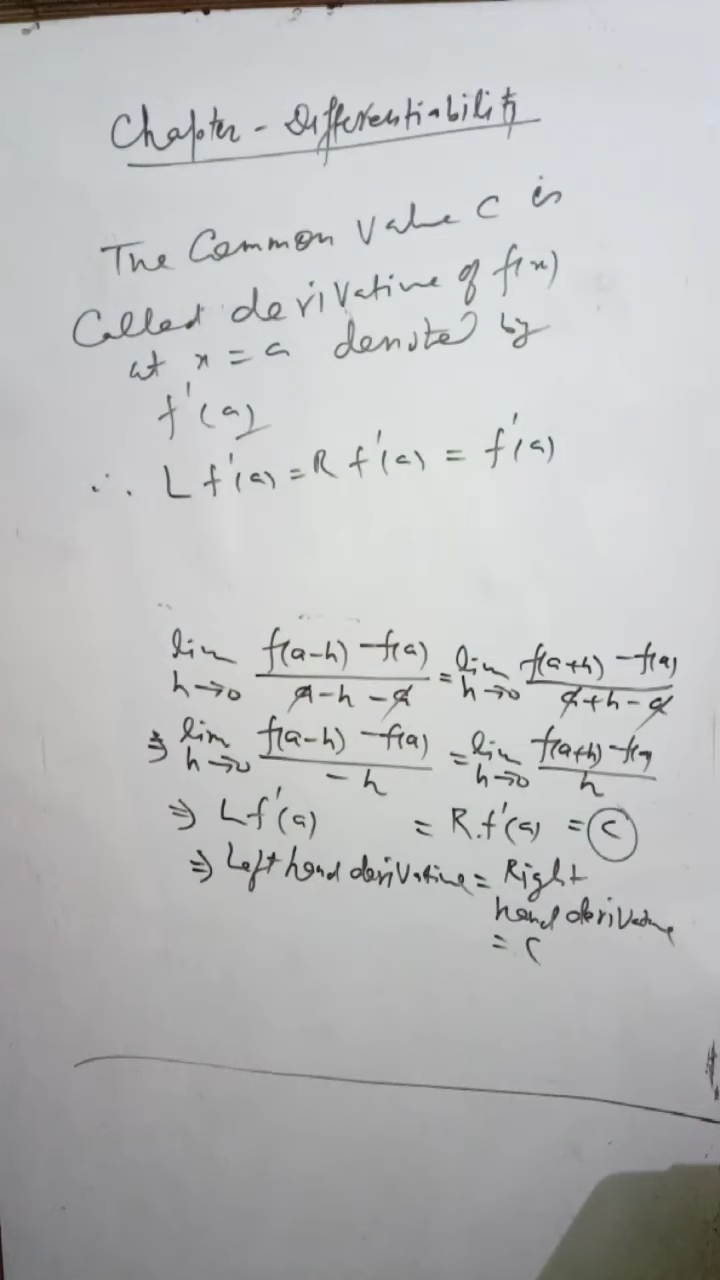 Chapter - Differentiability
The Common value C is
Called derivative of f(x)
at x = a denoted by
f'(a)
∴ Lf'(a) = Rf'(a) = f'(a)
lim h→0 f(a-h) - f(a) / a-h-a = lim h→0 f(a+h) - f(a) / a+h-a
⇒ lim h→0 f(a-h) - f(a) / -h = lim h→0 f(a+h) - f(a) / h
⇒ Lf'(a) = R.f'(a) = C
⇒ Left hand derivative = Right
hand derivative
= C